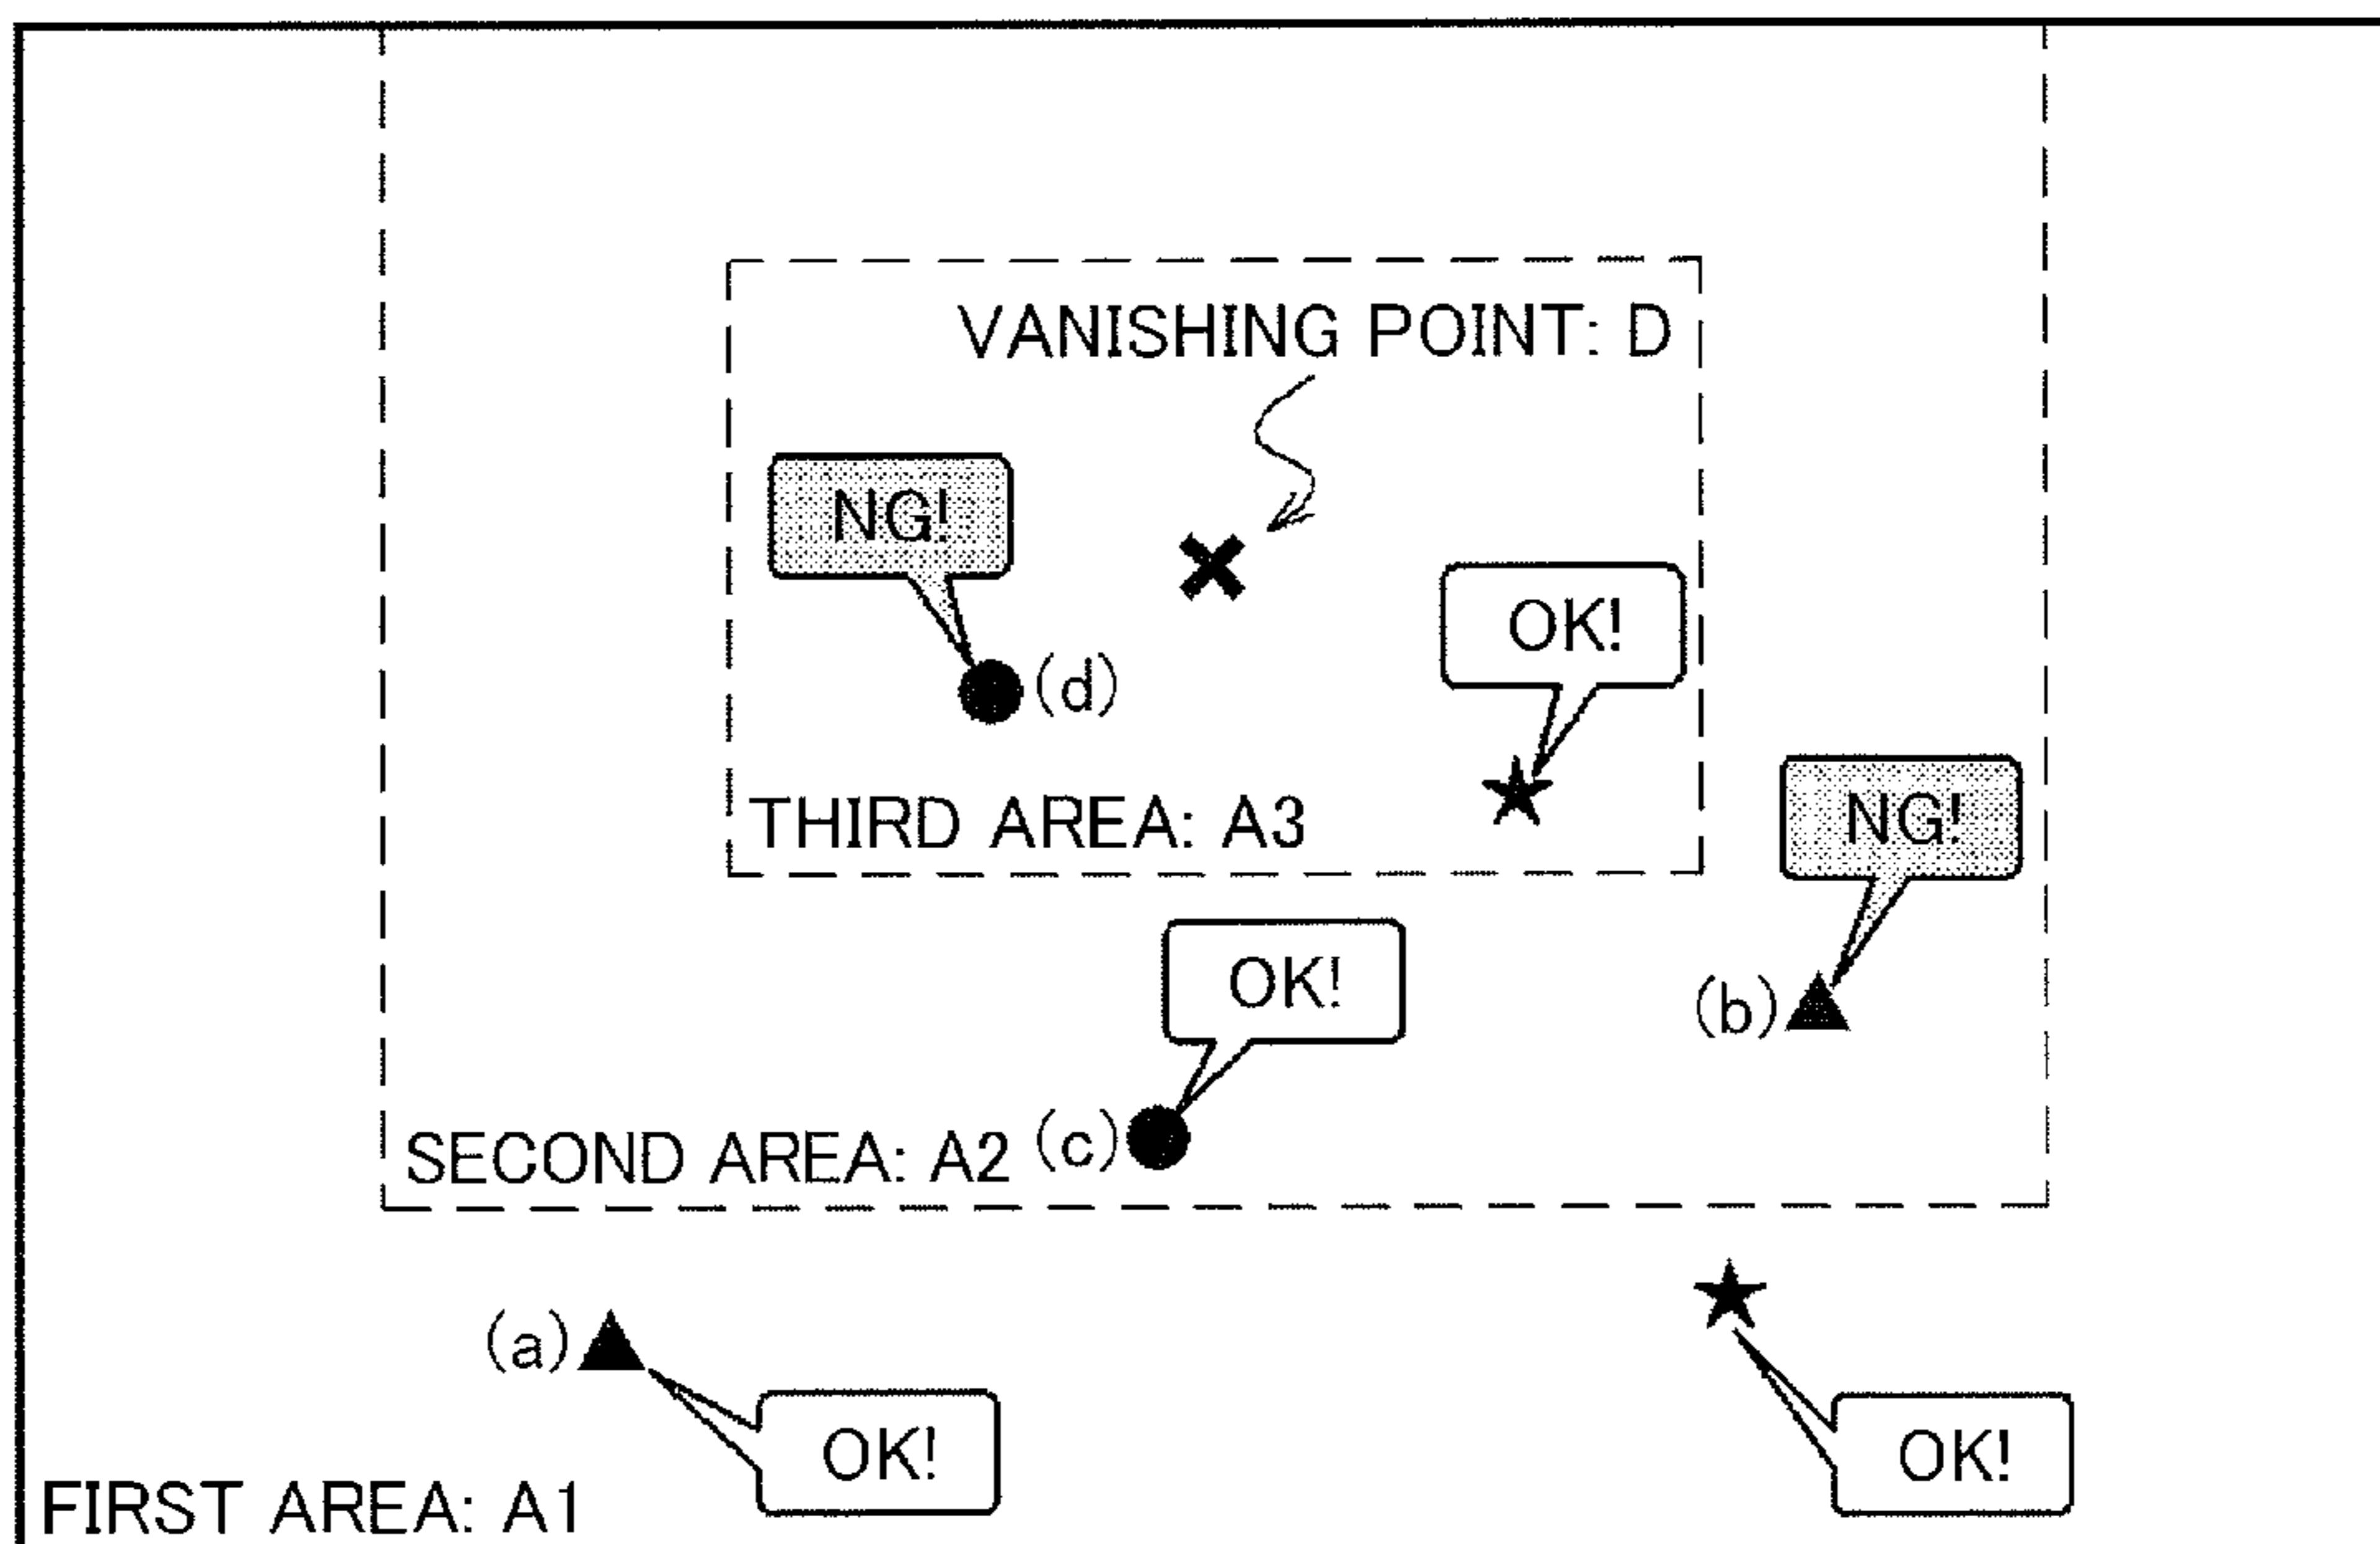 VANISHING POINT: D
NG!
OK!
(d)
THIRD AREA: A3
NG!
OK!
(b)
SECOND AREA: A2
(c)
(a)
OK!
OK!
FIRST AREA: A1